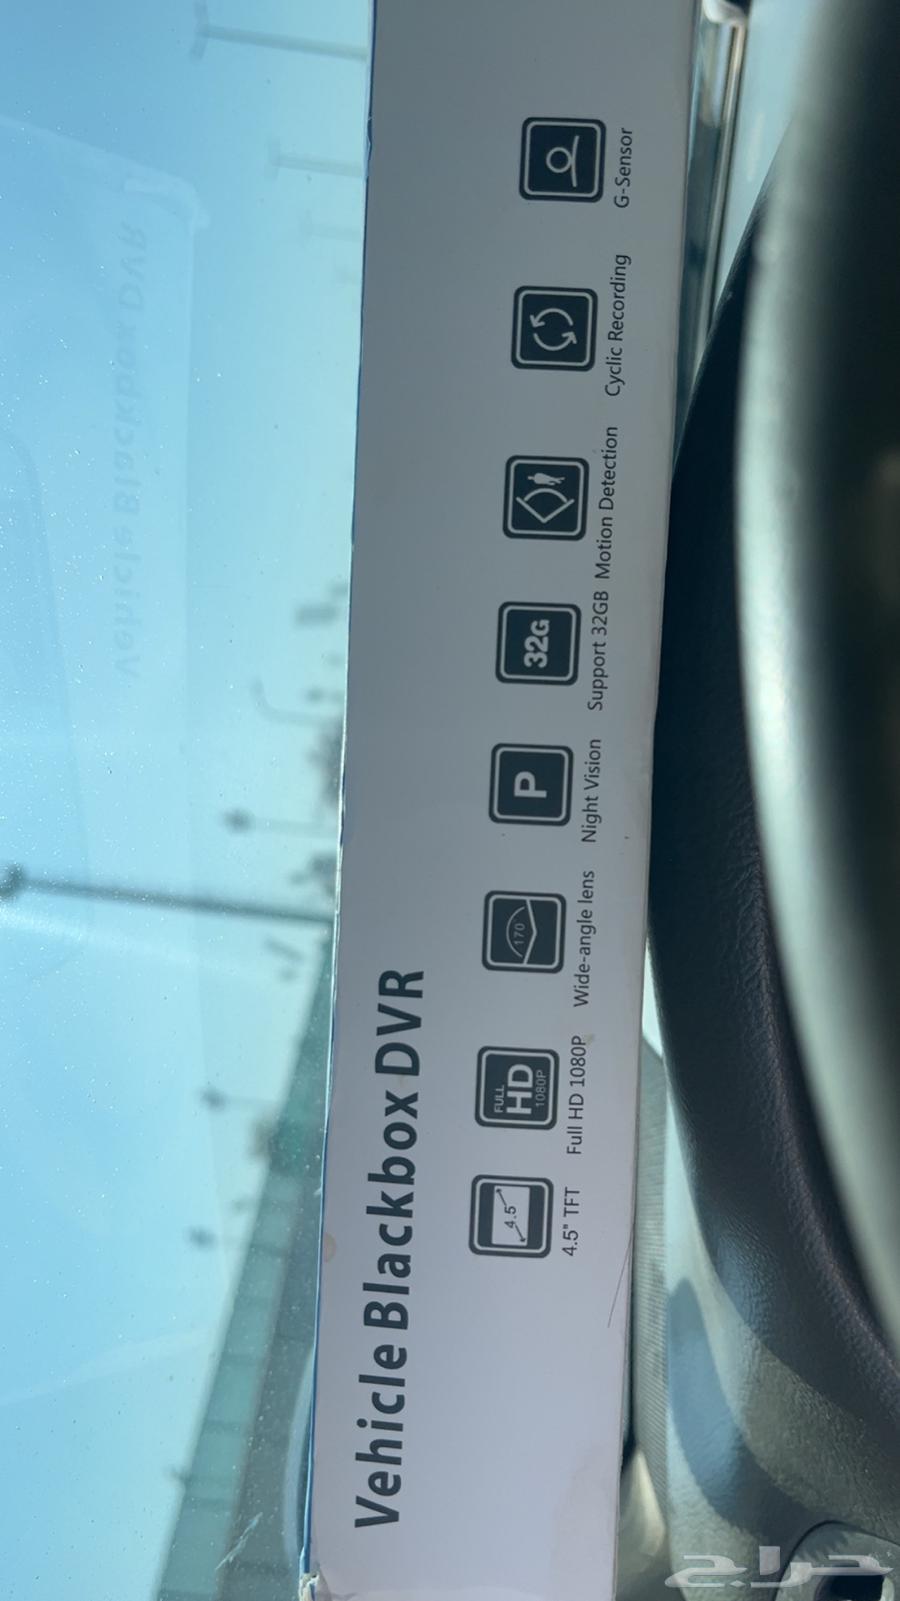 Vehicle Blackbox DVR
4.5"
FULL
HD
1080P
170
P
32G
4.5" TFT
Full HD 1080P
Wide-angle lens
Night Vision
Support 32GB
Motion Detection
Cyclic Recording
G-Sensor
Vehicle Blackbox DVR
حراج